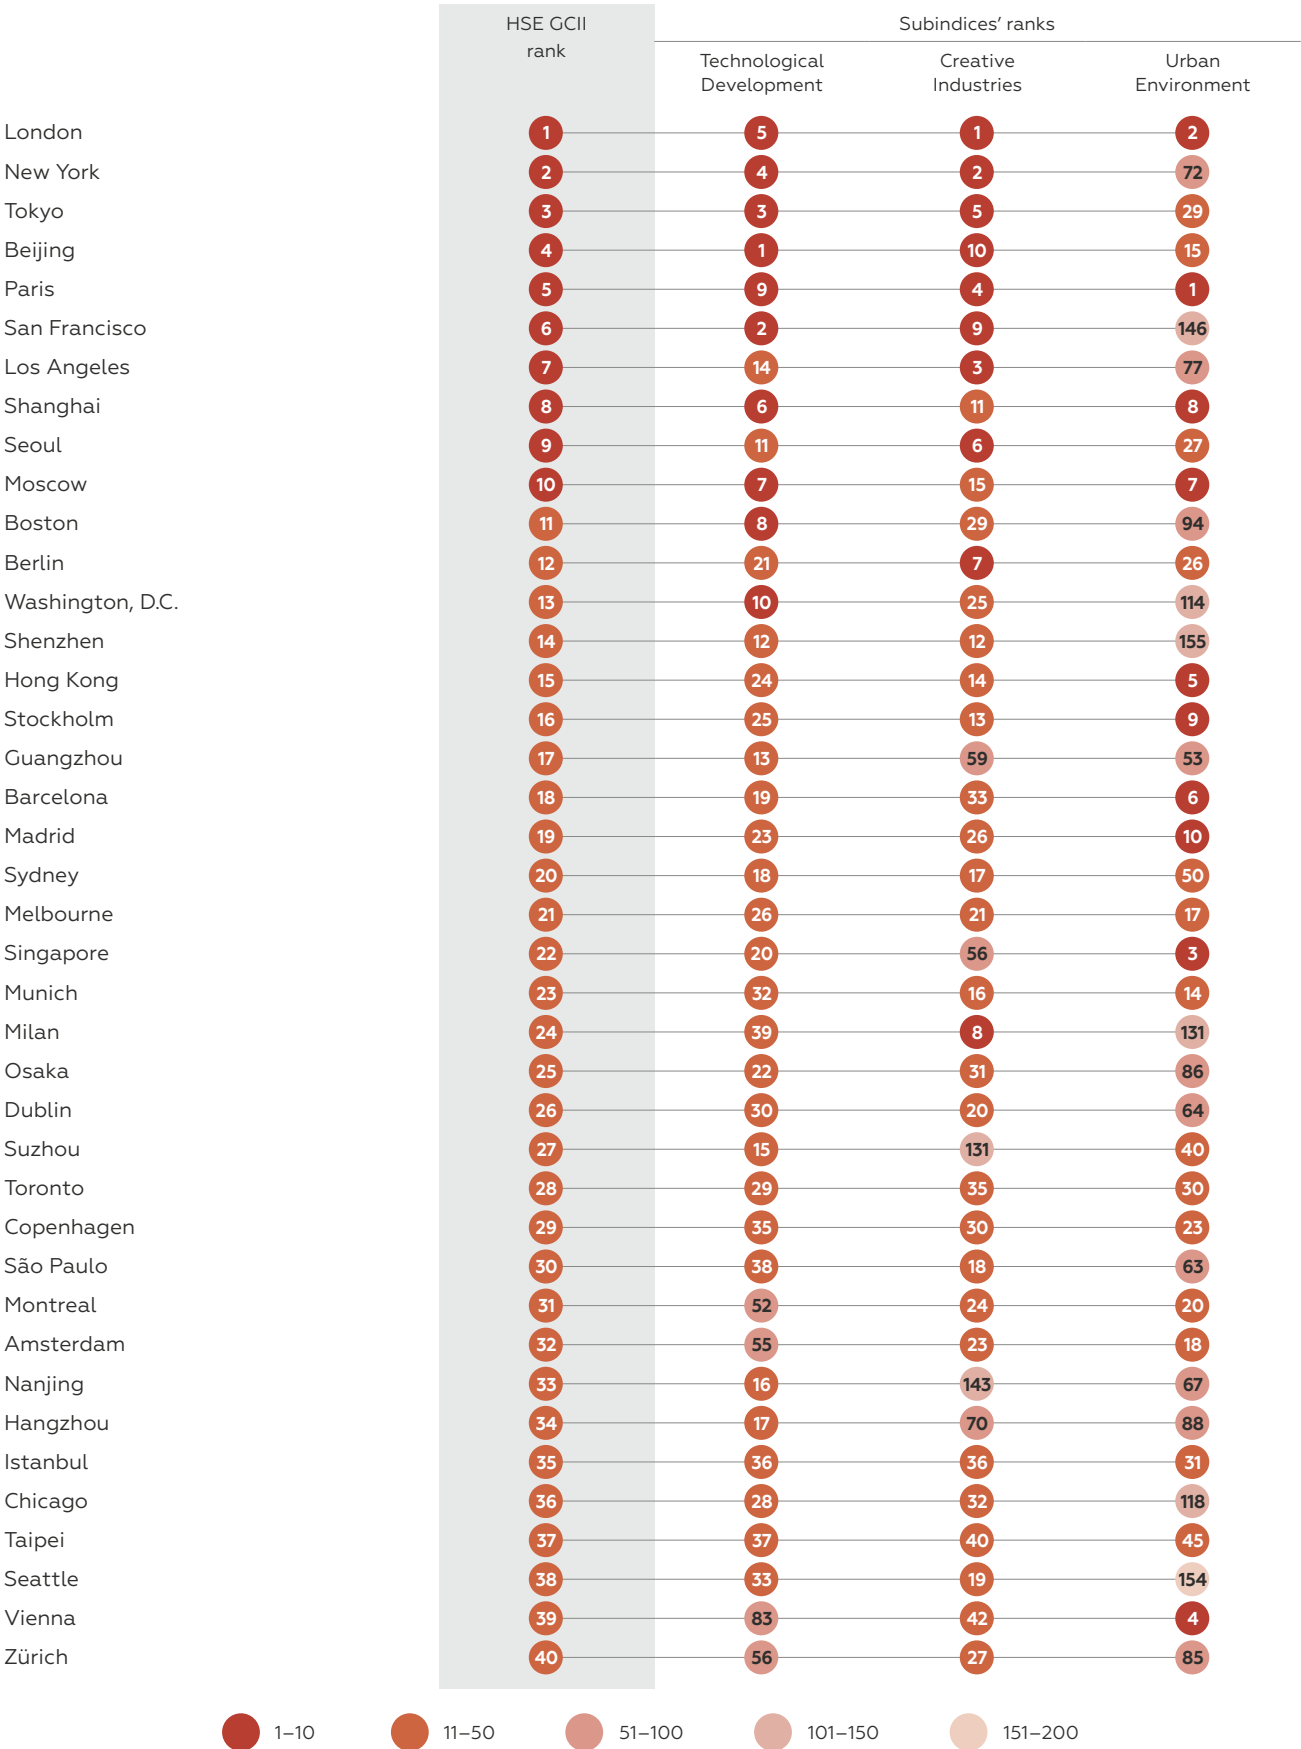 HSE GCII
rank
Subindices’ ranks
Technological
Development
Creative
Industries
Urban
Environment
London 1 5 1 2
New York 2 4 2 72
Tokyo 3 3 5 29
Beijing 4 1 10 15
Paris 5 9 4 1
San Francisco 6 2 9 146
Los Angeles 7 14 3 77
Shanghai 8 6 11 8
Seoul 9 11 6 27
Moscow 10 7 15 7
Boston 11 8 29 94
Berlin 12 21 7 26
Washington, D.C. 13 10 25 114
Shenzhen 14 12 12 155
Hong Kong 15 24 14 5
Stockholm 16 25 13 9
Guangzhou 17 13 59 53
Barcelona 18 19 33 6
Madrid 19 23 26 10
Sydney 20 18 17 50
Melbourne 21 26 21 17
Singapore 22 20 56 3
Munich 23 32 16 14
Milan 24 39 8 131
Osaka 25 22 31 86
Dublin 26 30 20 64
Suzhou 27 15 131 40
Toronto 28 29 35 30
Copenhagen 29 35 30 23
São Paulo 30 38 18 63
Montreal 31 52 24 20
Amsterdam 32 55 23 18
Nanjing 33 16 143 67
Hangzhou 34 17 70 88
Istanbul 35 36 36 31
Chicago 36 28 32 118
Taipei 37 37 40 45
Seattle 38 33 19 154
Vienna 39 83 42 4
Zürich 40 56 27 85
1–10 11–50 51–100 101–150 151–200